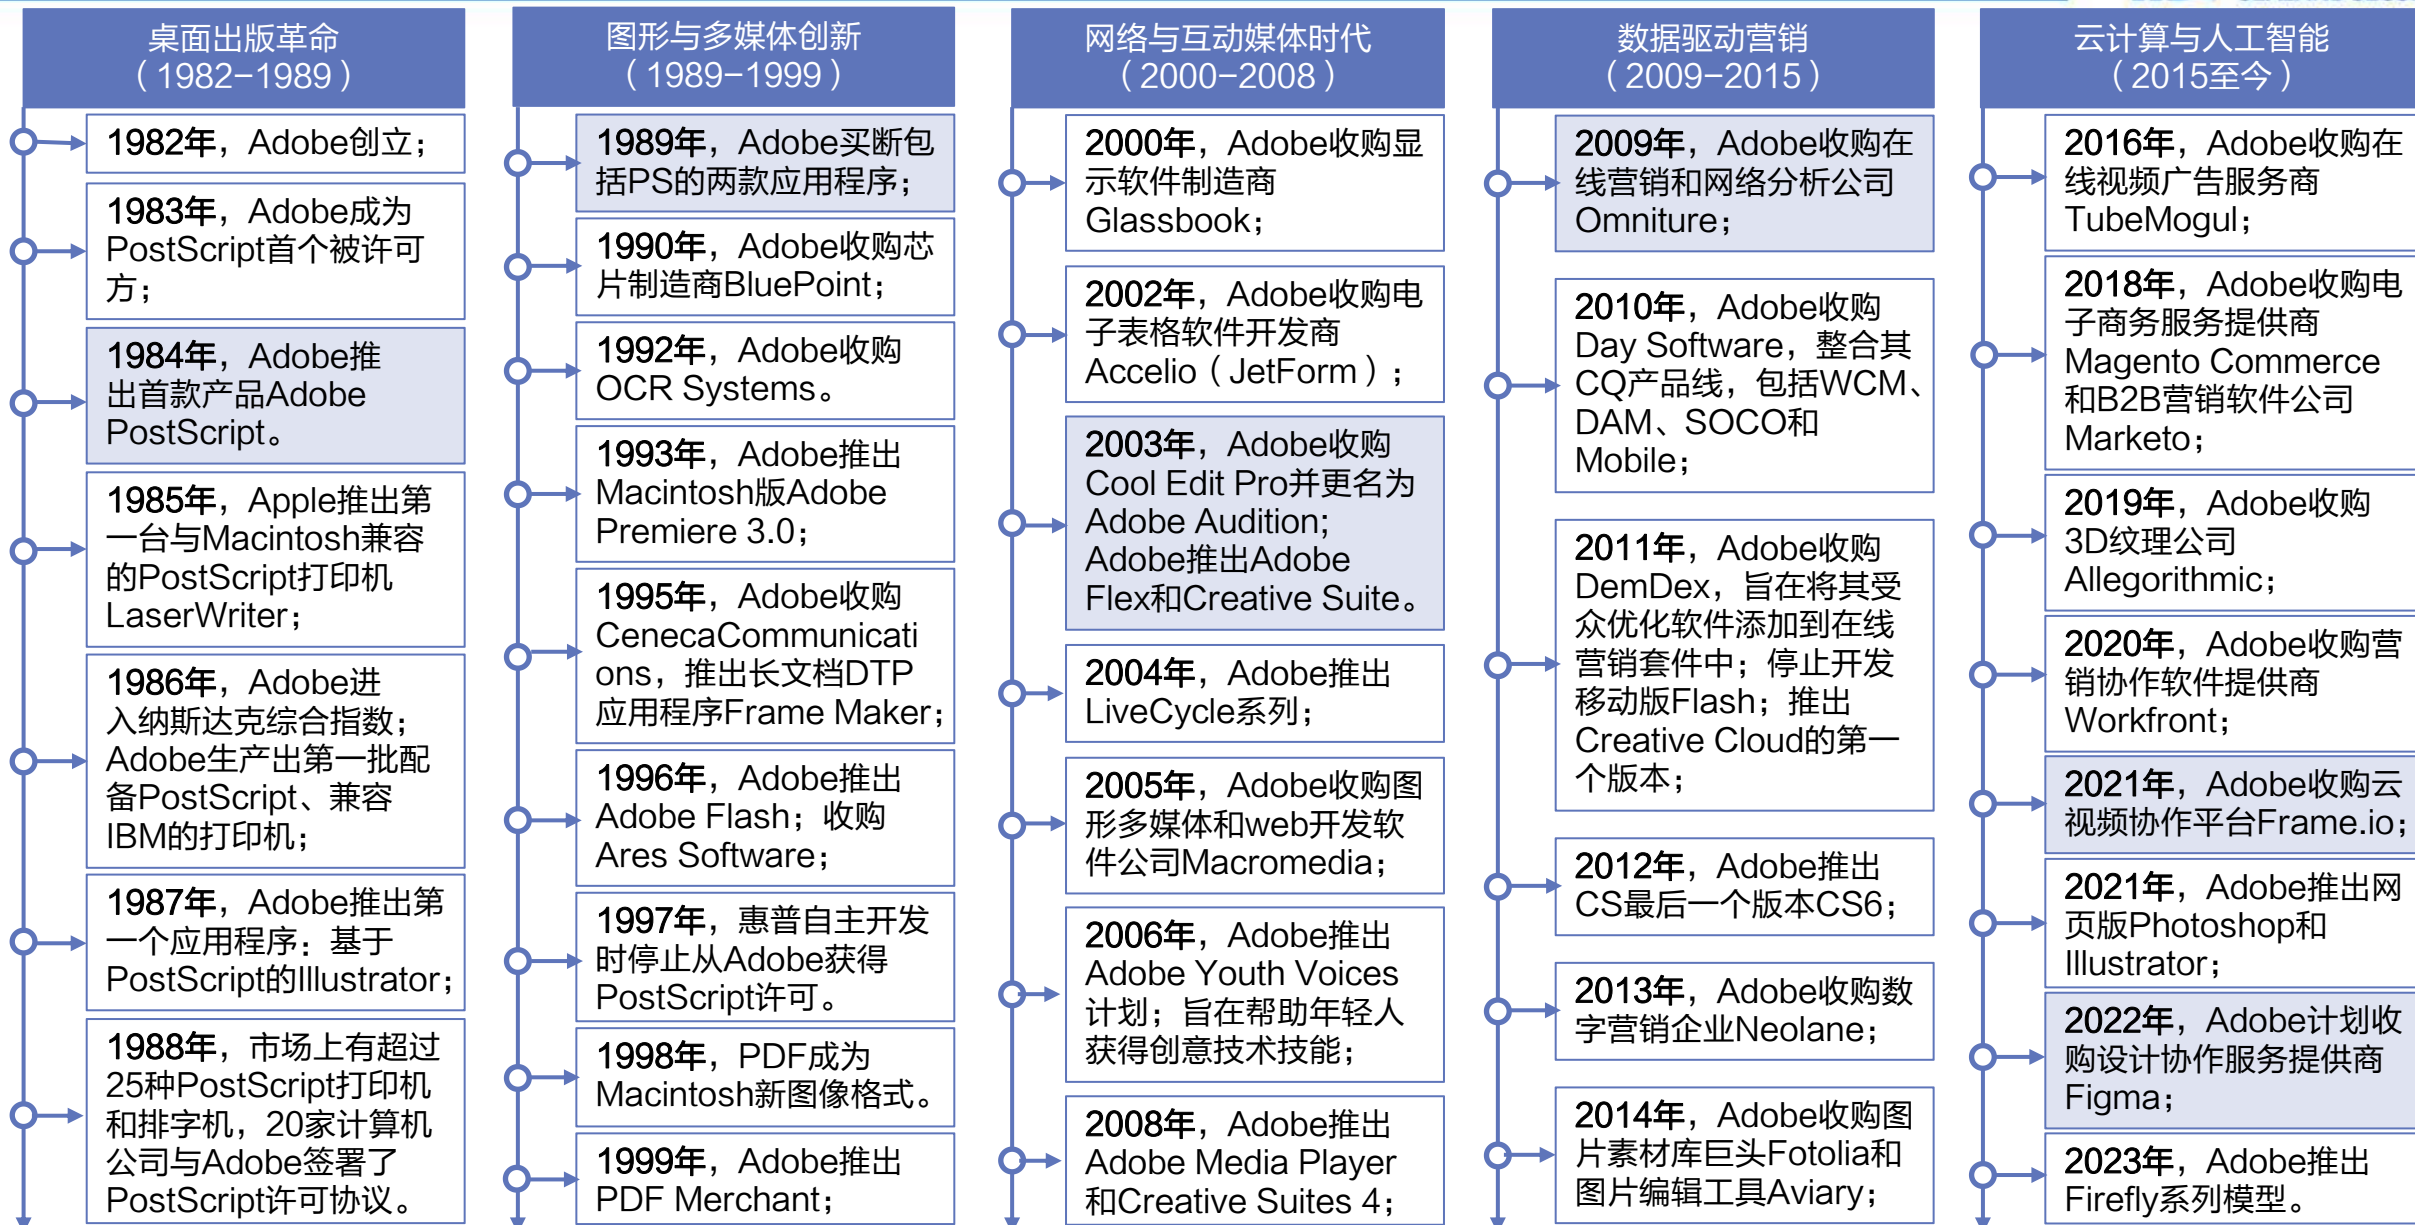 桌面出版革命
（1982-1989）
1982年，Adobe创立；
1983年，Adobe成为
PostScript首个被许可
方；
1984年，Adobe推
出首款产品Adobe
PostScript。
1985年，Apple推出第
一台与Macintosh兼容
的PostScript打印机
LaserWriter；
1986年，Adobe进
入纳斯达克综合指数；
Adobe生产出第一批配
备PostScript、兼容
IBM的打印机；
1987年，Adobe推出第
一个应用程序：基于
PostScript的Illustrator；
1988年，市场上有超过
25种PostScript打印机
和排字机，20家计算机
公司与Adobe签署了
PostScript许可协议。
图形与多媒体创新
（1989-1999）
1989年，Adobe买断包
括PS的两款应用程序；
1990年，Adobe收购芯
片制造商BluePoint；
1992年，Adobe收购
OCR Systems。
1993年，Adobe推出
Macintosh版Adobe
Premiere 3.0；
1995年，Adobe收购
CenecaCommunicati
ons，推出长文档DTP
应用程序Frame Maker；
1996年，Adobe推出
Adobe Flash；收购
Ares Software；
1997年，惠普自主开发
时停止从Adobe获得
PostScript许可。
1998年，PDF成为
Macintosh新图像格式。
1999年，Adobe推出
PDF Merchant；
网络与互动媒体时代
（2000-2008）
2000年，Adobe收购显
示软件制造商
Glassbook；
2002年，Adobe收购电
子表格软件开发商
Accelio（JetForm）；
2003年，Adobe收购
Cool Edit Pro并更名为
Adobe Audition;
Adobe推出Adobe
Flex和Creative Suite。
2004年，Adobe推出
LiveCycle系列；
2005年，Adobe收购图
形多媒体和web开发软
件公司Macromedia；
2006年，Adobe推出
Adobe Youth Voices
计划；旨在帮助年轻人
获得创意技术技能；
2008年，Adobe推出
Adobe Media Player
和Creative Suites 4；
数据驱动营销
（2009-2015）
2009年，Adobe收购在
线营销和网络分析公司
Omniture；
2010年，Adobe收购
Day Software，整合其
CQ产品线，包括WCM、
DAM、SOCO和
Mobile；
2011年，Adobe收购
DemDex，旨在将其受
众优化软件添加到在线
营销套件中；停止开发
移动版Flash；推出
Creative Cloud的第一
个版本；
2012年，Adobe推出
CS最后一个版本CS6；
2013年，Adobe收购数
字营销企业Neolane；
2014年，Adobe收购图
片素材库巨头Fotolia和
图片编辑工具Aviary；
云计算与人工智能
（2015至今）
2016年，Adobe收购在
线视频广告服务商
TubeMogul；
2018年，Adobe收购电
子商务服务提供商
Magento Commerce
和B2B营销软件公司
Marketo；
2019年，Adobe收购
3D纹理公司
Allegorithmic；
2020年，Adobe收购营
销协作软件提供商
Workfront；
2021年，Adobe收购云
视频协作平台Frame.io；
2021年，Adobe推出网
页版Photoshop和
Illustrator；
2022年，Adobe计划收
购设计协作服务提供商
Figma；
2023年，Adobe推出
Firefly系列模型。